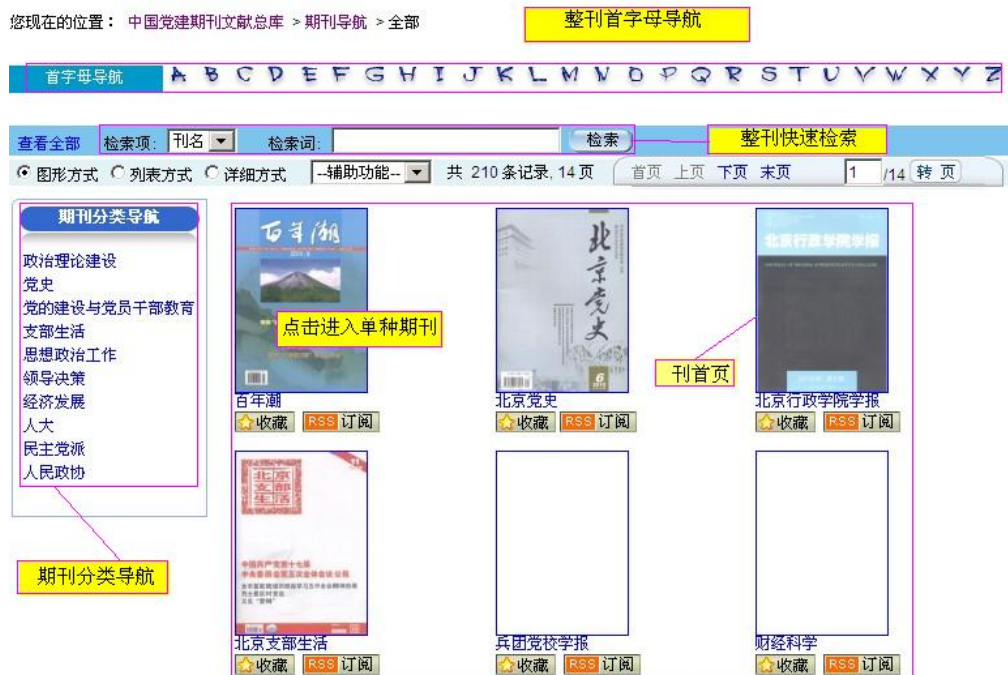 您现在的位置： 中国党建期刊文献总库 >期刊导航 >全部
整刊首字母导航
首字母导航 A B C D E F G H I J K L M N O P Q R S T U V W X Y Z
查看全部 检索项: 刊名 检索词: 检索
整刊快速检索
图形方式 列表方式 详细方式 --辅助功能-- 共 210 条记录, 14 页 首页 上页 下页 末页 1 /14 转 页
期刊分类导航
政治理论建设
党史
党的建设与党员干部教育
支部生活
思想政治工作
领导决策
经济发展
人大
民主党派
人民政协
期刊分类导航
百年潮
点击进入单种期刊
百年潮
收藏 RSS 订阅
北京党史
6
北京党史
收藏 RSS 订阅
北京行政学院学报
刊首页
北京行政学院学报
收藏 RSS 订阅
北京支部生活
中国共产党第十七届
中央委员会第五次全体会议公报
北京支部生活
收藏 RSS 订阅
兵团党校学报
收藏 RSS 订阅
财经科学
收藏 RSS 订阅